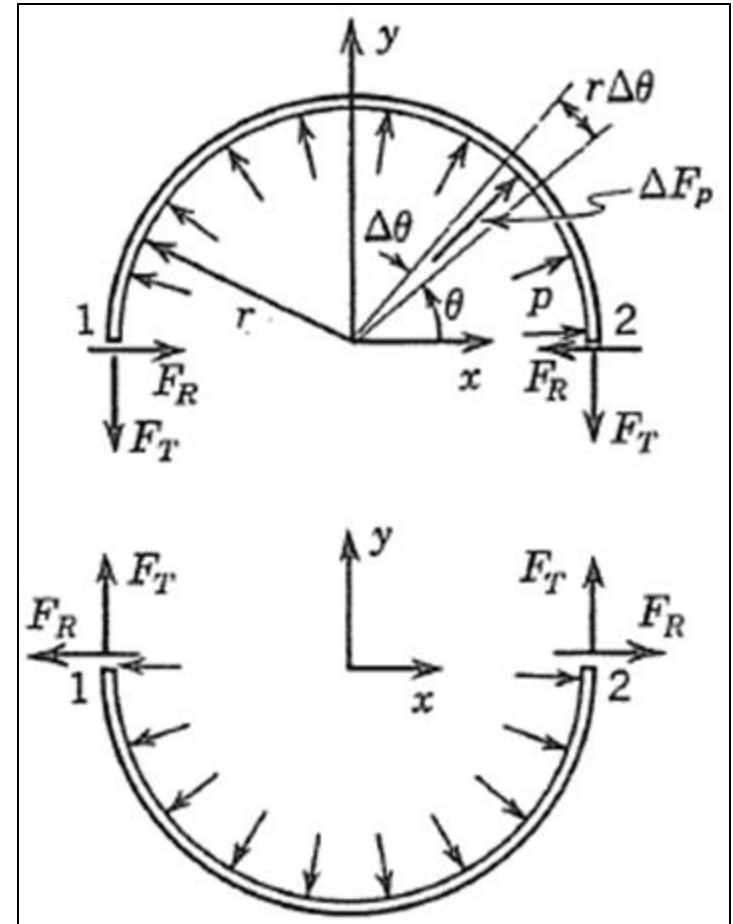 y
rΔθ
ΔF_p
Δθ
θ
r
p
1
2
x
F_R
F_R
F_T
F_T
y
F_T
F_T
F_R
F_R
1
2
x